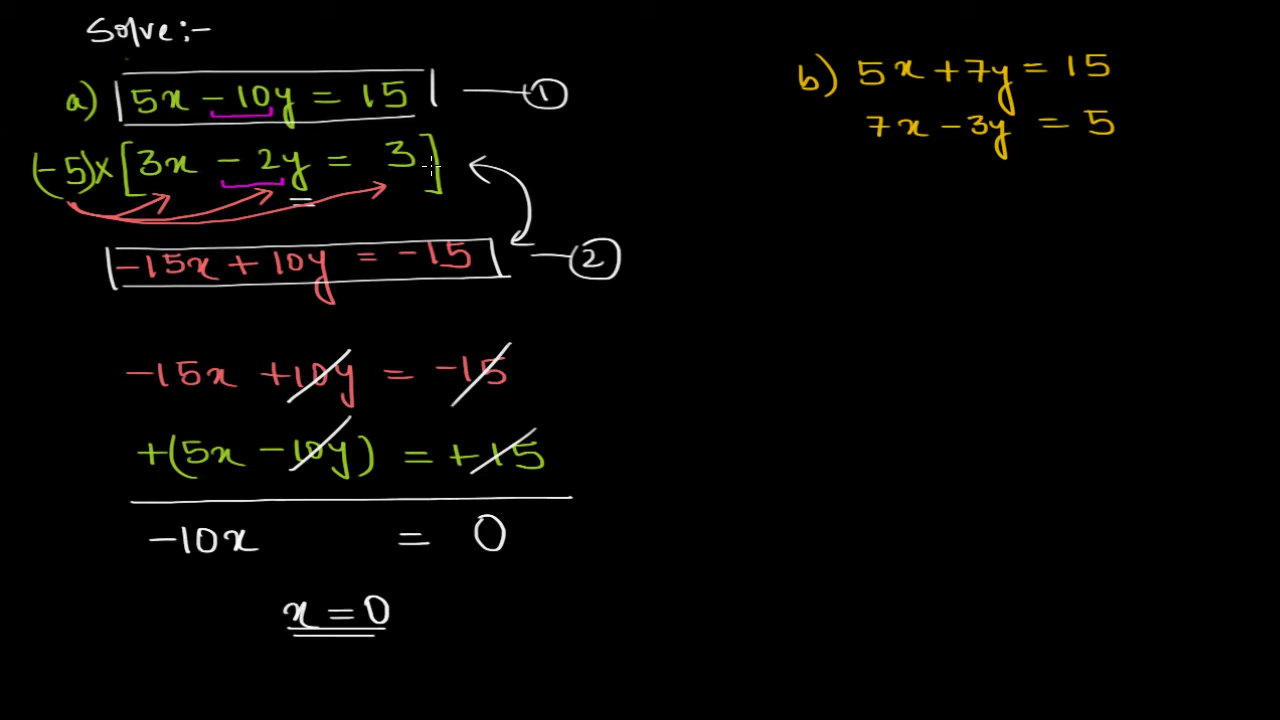 Solve:-
a) 5x - 10y = 15 — 1
(-5)x[3x - 2y = 3]
-15x + 10y = -15 — 2
-15x + 10y = -15
+(5x - 10y) = +15
-10x = 0
x = 0
b) 5x + 7y = 15
7x - 3y = 5